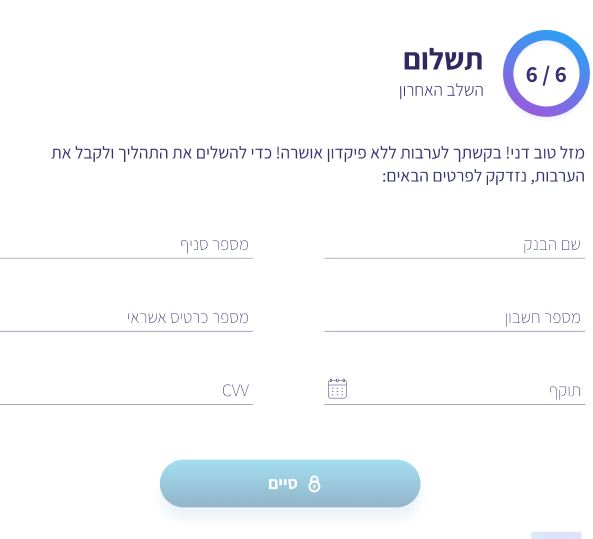 6 / 6
תשלום
השלב האחרון
מזל טוב דני! בקשתך לערבות ללא פיקדון אושרה! כדי להשלים את התהליך ולקבל את
הערבות, נזדקק לפרטים הבאים:
שם הבנק
מספר סניף
מספר חשבון
מספר כרטיס אשראי
תוקף
CVV
סיים